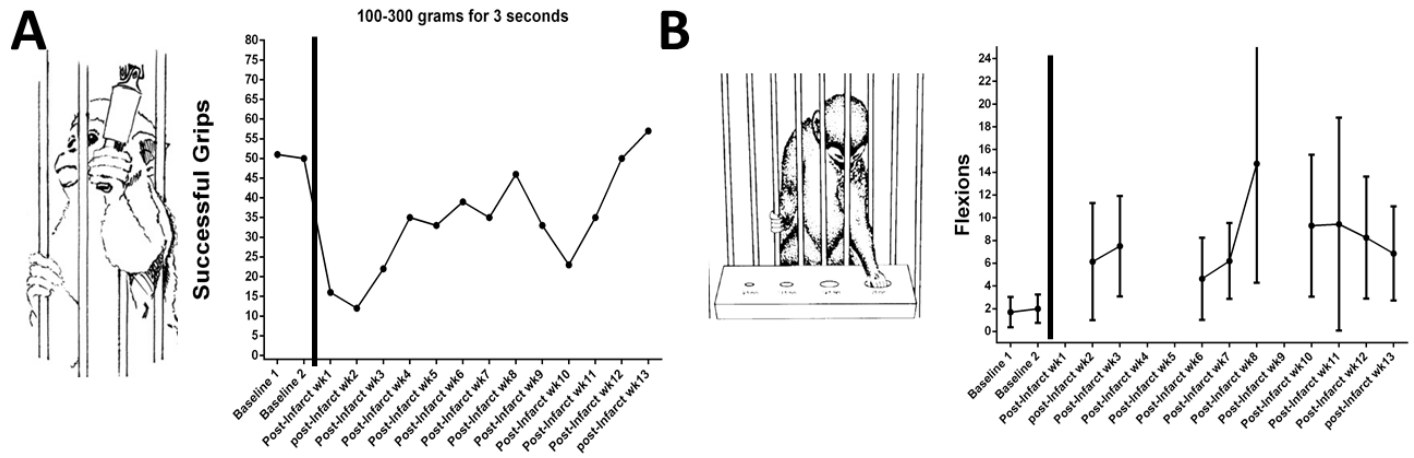 A
100-300 grams for 3 seconds
Successful Grips
80
75
70
65
60
55
50
45
40
35
30
25
20
15
10
5
0
Baseline 1
Baseline 2
Post-Infarct wk1
post-Infarct wk2
Post-Infarct wk3
Post-Infarct wk4
Post-Infarct wk5
Post-Infarct wk6
Post-Infarct wk7
Post-Infarct wk8
Post-Infarct wk9
Post-Infarct wk10
Post-Infarct wk11
Post-Infarct wk12
post-Infarct wk13
B
Flexions
24
22
20
18
16
14
12
10
8
6
4
2
0
Baseline 1
Baseline 2
Post-Infarct wk1
post-Infarct wk2
Post-Infarct wk3
Post-Infarct wk4
Post-Infarct wk5
Post-Infarct wk6
Post-Infarct wk7
Post-Infarct wk8
Post-Infarct wk9
Post-Infarct wk10
Post-Infarct wk11
Post-Infarct wk12
post-Infarct wk13